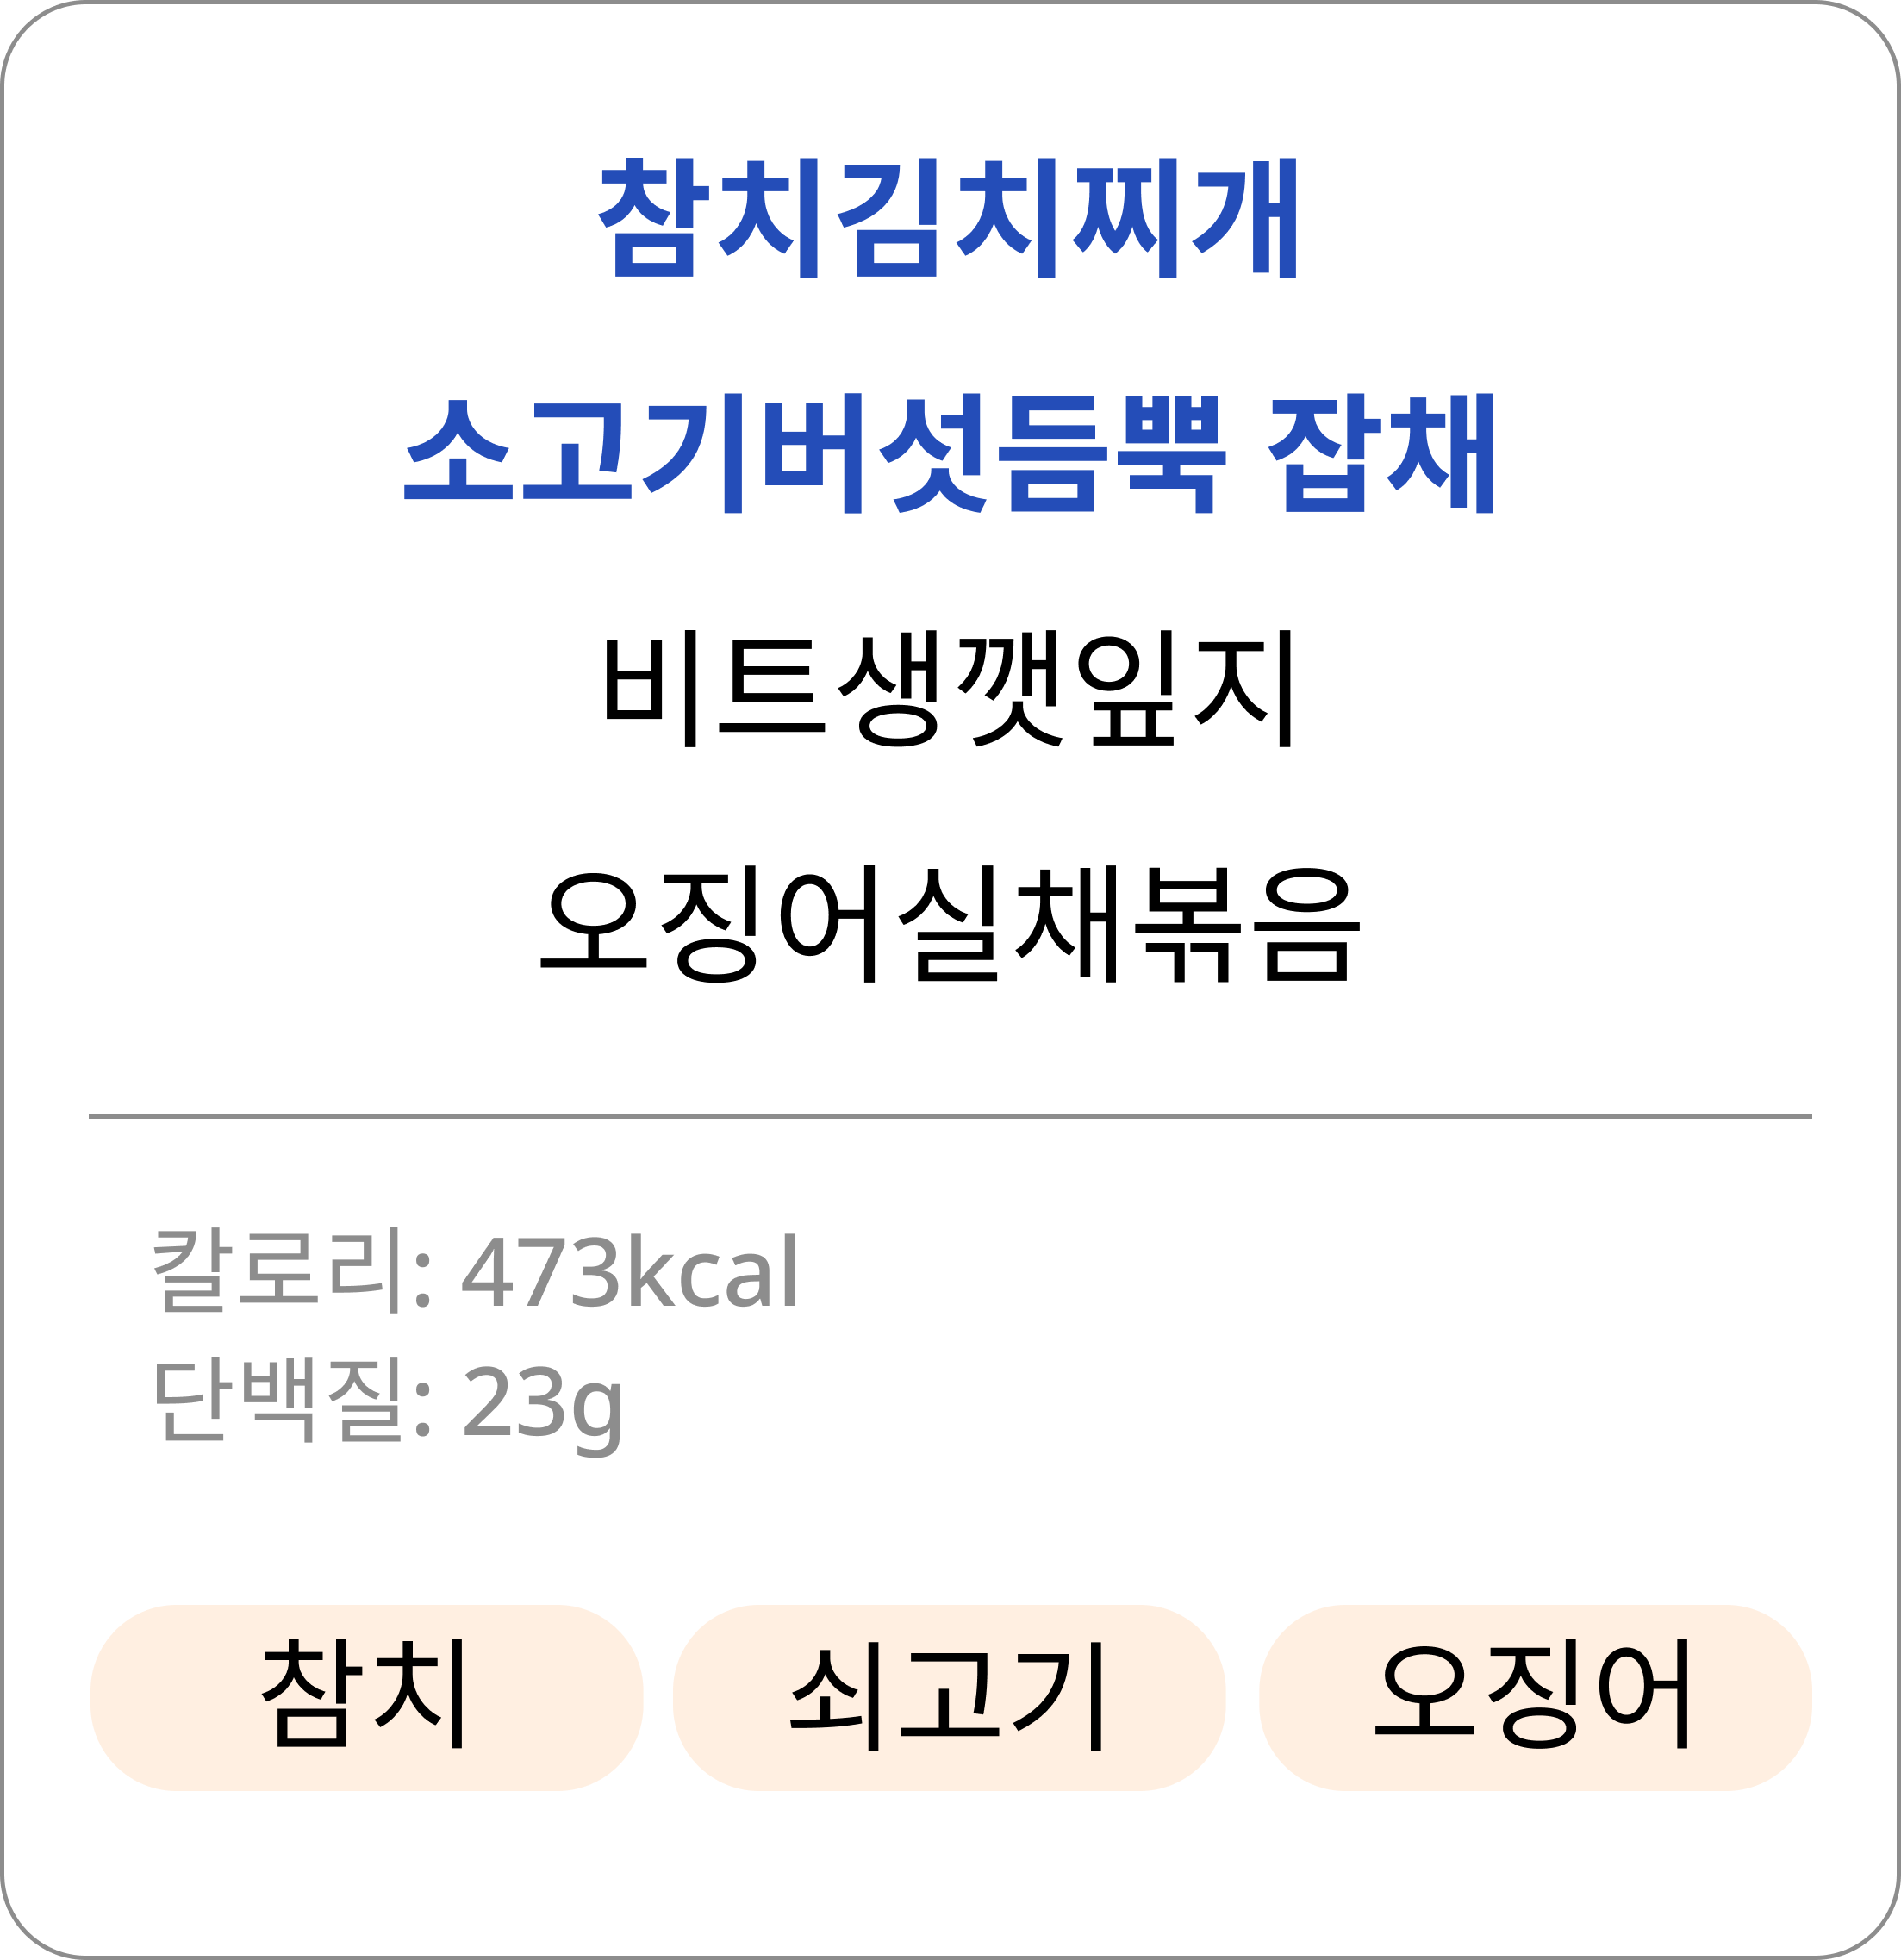 참치김치찌개
소고기버섯듬뿍 잡채
비트생깻잎지
오징어실채볶음
칼로리: 473kcal
단백질: 23g
참치
쇠고기
오징어